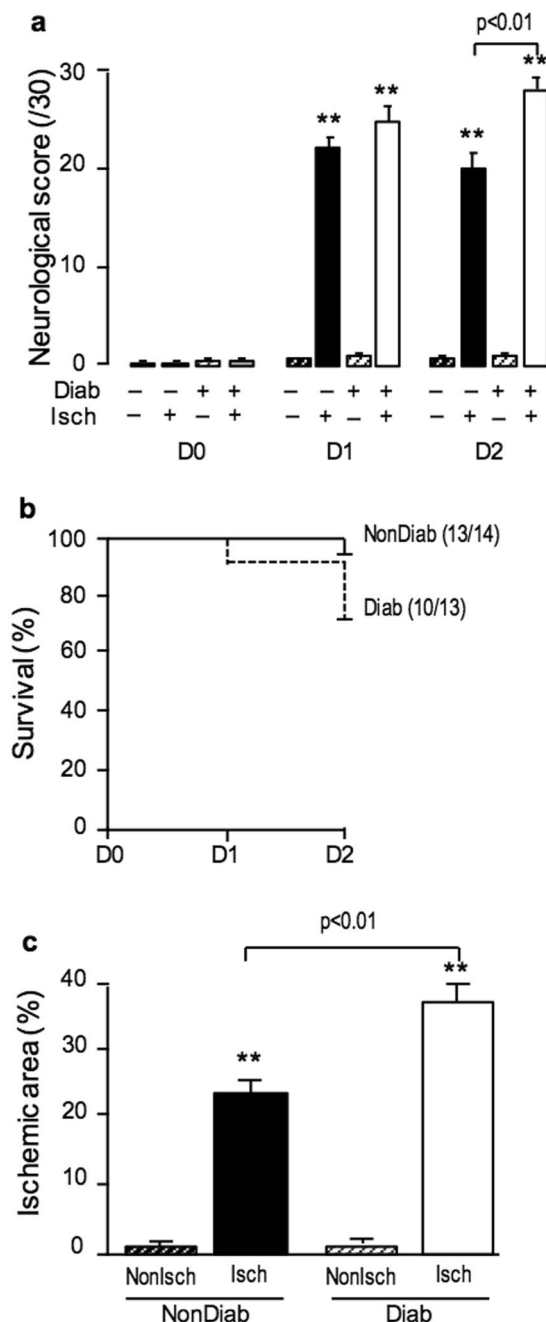 a
p<0.01
Neurological score (/30)
30
20
10
0
** ** ** **
Diab – – + + – – + + – – + +
Isch – + – + – + – + – + – +
D0 D1 D2
b
Survival (%)
100
80
60
40
20
0
NonDiab (13/14)
Diab (10/13)
D0 D1 D2
c
p<0.01
Ischemic area (%)
40
30
20
10
0
** **
NonIsch Isch NonIsch Isch
NonDiab Diab